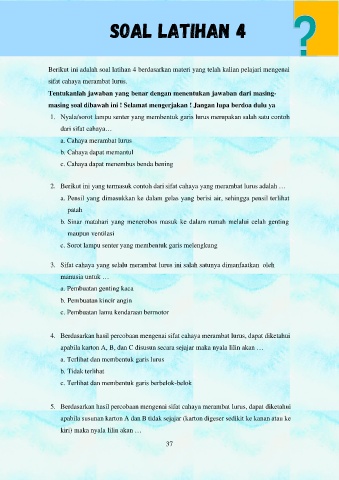 SOAL LATIHAN 4
?
Berikut ini adalah soal latihan 4 berdasarkan materi yang telah kalian pelajari mengenai
sifat cahaya merambat lurus.
Tentukanlah jawaban yang benar dengan menentukan jawaban dari masing-
masing soal dibawah ini ! Selamat mengerjakan ! Jangan lupa berdoa dulu ya
1. Nyala/sorot lampu senter yang membentuk garis lurus merupakan salah satu contoh
dari sifat cahaya…
a. Cahaya merambat lurus
b. Cahaya dapat memantul
c. Cahaya dapat menembus benda bening
2. Berikut ini yang termasuk contoh dari sifat cahaya yang merambat lurus adalah …
a. Pensil yang dimasukkan ke dalam gelas yang berisi air, sehingga pensil terlihat
patah
b. Sinar matahari yang menerobos masuk ke dalam rumah melalui celah genting
maupun ventilasi
c. Sorot lampu senter yang membentuk garis melengkung
3. Sifat cahaya yang selalu merambat lurus ini salah satunya dimanfaatkan oleh
manusia untuk …
a. Pembuatan genting kaca
b. Pembuatan kincir angin
c. Pembuatan lamu kendaraan bermotor
4. Berdasarkan hasil percobaan mengenai sifat cahaya merambat lurus, dapat diketahui
apabila karton A, B, dan C disusun secara sejajar maka nyala lilin akan …
a. Terlihat dan membentuk garis lurus
b. Tidak terlihat
c. Terlihat dan membentuk garis berbelok-belok
5. Berdasarkan hasil percobaan mengenai sifat cahaya merambat lurus, dapat diketahui
apabila susunan karton A dan B tidak sejajar (karton digeser sedikit ke kanan atau ke
kiri) maka nyala lilin akan …
37